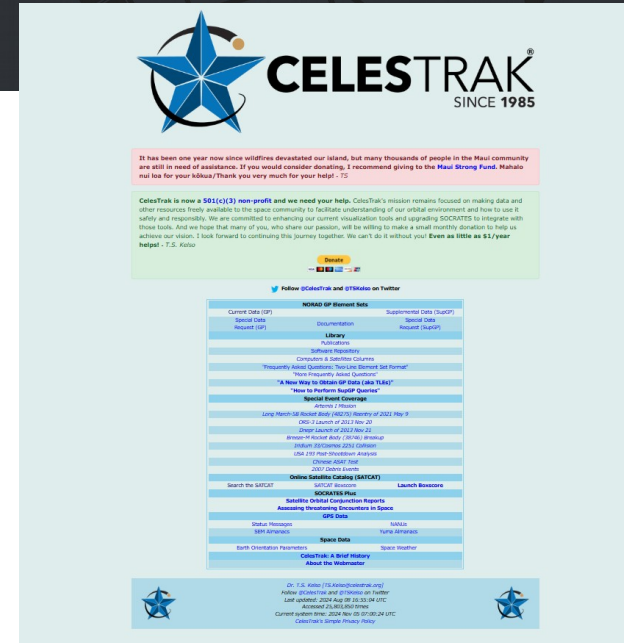 CELESTRAK®
SINCE 1985
It has been one year now since wildfires devastated our island, but many thousands of people in the Maui community
are still in need of assistance. If you would consider donating, I recommend giving to the Maui Strong Fund. Mahalo
nui loa for your kōkua/Thank you very much for your help! - TS
CelesTrak is now a 501(c)(3) non-profit and we need your help. CelesTrak's mission remains focused on making data and
other resources freely available to the space community to facilitate understanding of our orbital environment and how to use it
safely and responsibly. We are committed to enhancing our current visualization tools and upgrading SOCRATES to integrate with
those tools. And we hope that many of you, who share our passion, will be willing to make a small monthly donation to help us
achieve our vision. I look forward to continuing this journey together. We can't do it without you! Even as little as $1/year
helps! - T.S. Kelso
Donate
Follow @CelesTrak and @TSKelso on Twitter
NORAD GP Element Sets
Current Data (GP) Supplemental Data (SupGP)
Special Data Request (GP) Documentation Special Data Request (SupGP)
Library
Publications
Software Repository
Computers & Satellites Columns
"Frequently Asked Questions: Two-Line Element Set Format"
"More Frequently Asked Questions"
"A New Way to Obtain GP Data (aka TLEs)"
"How to Perform SupGP Queries"
Special Event Coverage
Artemis I Mission
Long March-5B Rocket Body (48275) Reentry of 2021 May 9
ORS-3 Launch of 2013 Nov 20
Dnepr Launch of 2013 Nov 21
Breeze-M Rocket Body (38746) Breakup
Iridium 33/Cosmos 2251 Collision
USA 193 Post-Shootdown Analysis
Chinese ASAT Test
2007 Debris Events
Online Satellite Catalog (SATCAT)
Search the SATCAT SATCAT Boxscore Launch Boxscore
SOCRATES Plus
Satellite Orbital Conjunction Reports
Assessing threatening Encounters in Space
GPS Data
Status Messages NANUs
SEM Almanacs Yuma Almanacs
Space Data
Earth Orientation Parameters Space Weather
CelesTrak: A Brief History
About the Webmaster
Dr. T.S. Kelso [TS.Kelso@celestrak.org]
Follow @CelesTrak and @TSKelso on Twitter
Last updated: 2024 Aug 08 16:55:04 UTC
Accessed 25,803,850 times
Current system time: 2024 Nov 05 07:00:24 UTC
CelesTrak's Simple Privacy Policy